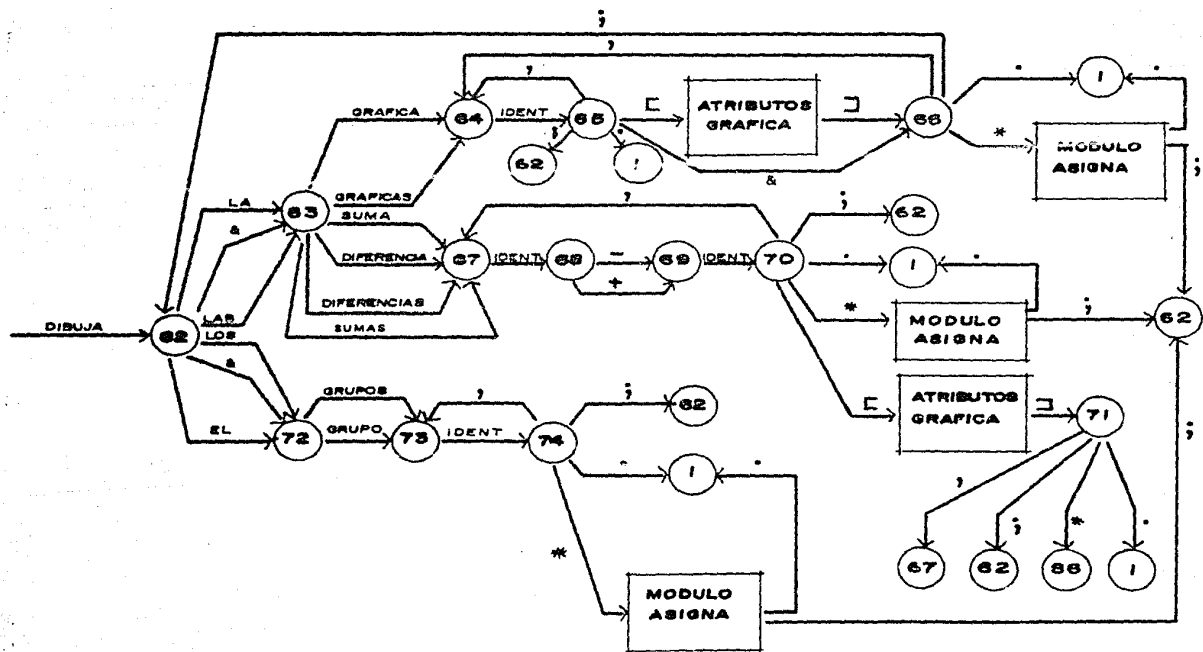 ;
,
,
.
1
.
GRAFICA
64
IDENT
65
[
ATRIBUTOS
GRAFICA
]
66
*
MODULO
ASIGNA
;
;
.
62
1
&
LA
63
GRAFICAS
SUMA
,
;
62
&
DIFERENCIA
67
IDENT
68
-
+
69
IDENT
70
.
1
.
DIFERENCIAS
SUMAS
*
MODULO
ASIGNA
;
62
DIBUJA
62
LAS
LOS
&
EL
GRUPOS
,
;
62
[
ATRIBUTOS
GRAFICA
]
71
;
72
GRUPO
73
IDENT
74
.
1
.
,
;
*
.
67
62
86
1
*
MODULO
ASIGNA